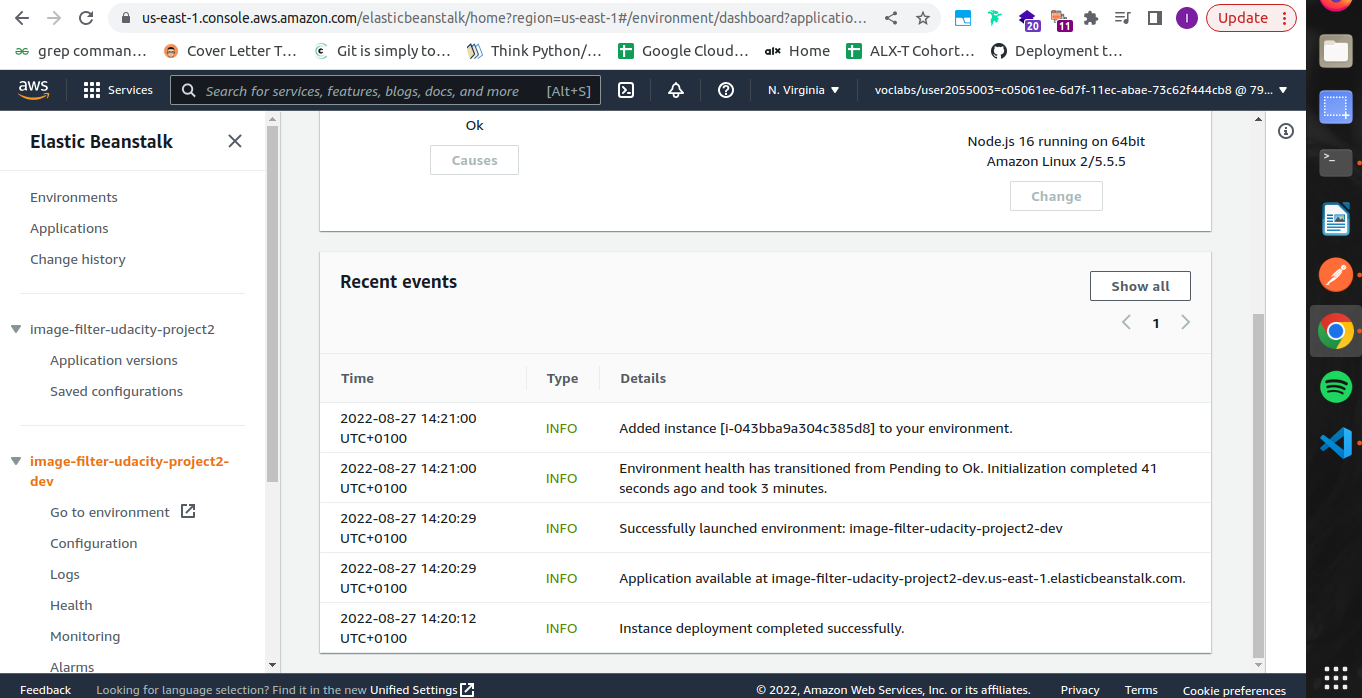 us-east-1.console.aws.amazon.com/elasticbeanstalk/home?region=us-east-1#/environment/dashboard?applicatio...
20
11
I
Update
grep comman...
Cover Letter T...
Git is simply to...
Think Python/...
Google Cloud...
alx Home
ALX-T Cohort...
Deployment t...
aws
Services
Search for services, features, blogs, docs, and more
[Alt+S]
N. Virginia
voclabs/user2055003=c05061ee-6d7f-11ec-abae-73c62f444cb8 @ 79...
Elastic Beanstalk
Environments
Applications
Change history
image-filter-udacity-project2
Application versions
Saved configurations
image-filter-udacity-project2-
dev
Go to environment
Configuration
Logs
Health
Monitoring
Alarms
Ok
Causes
Node.js 16 running on 64bit
Amazon Linux 2/5.5.5
Change
Recent events
Show all
1
Time Type Details
2022-08-27 14:21:00
UTC+0100
INFO
Added instance [i-043bba9a304c385d8] to your environment.
2022-08-27 14:21:00
UTC+0100
INFO
Environment health has transitioned from Pending to Ok. Initialization completed 41
seconds ago and took 3 minutes.
2022-08-27 14:20:29
UTC+0100
INFO
Successfully launched environment: image-filter-udacity-project2-dev
2022-08-27 14:20:29
UTC+0100
INFO
Application available at image-filter-udacity-project2-dev.us-east-1.elasticbeanstalk.com.
2022-08-27 14:20:12
UTC+0100
INFO
Instance deployment completed successfully.
Feedback
Looking for language selection? Find it in the new Unified Settings
© 2022, Amazon Web Services, Inc. or its affiliates.
Privacy
Terms
Cookie preferences